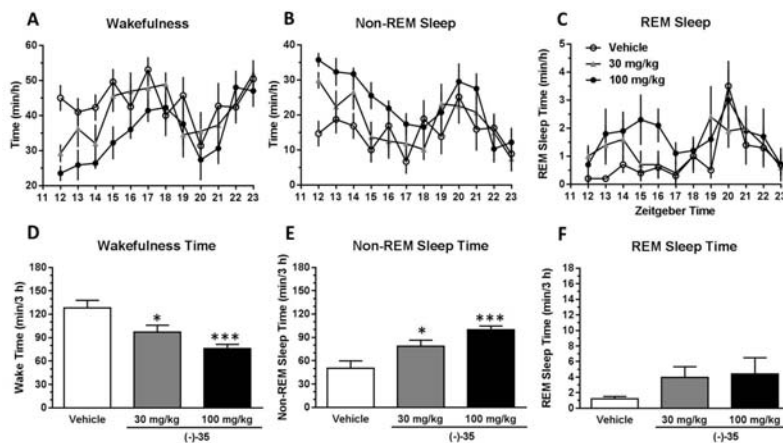 A Wakefulness
Time (min/h)
60
50
40
30
20
11 12 13 14 15 16 17 18 19 20 21 22 23
B Non-REM Sleep
Time (min/h)
40
30
20
10
0
11 12 13 14 15 16 17 18 19 20 21 22 23
C REM Sleep
Vehicle
30 mg/kg
100 mg/kg
REM Sleep Time (min/h)
5
4
3
2
1
0
11 12 13 14 15 16 17 18 19 20 21 22 23
Zeitgeber Time
D Wakefulness Time
Wake Time (min/3 h)
180
150
120
90
60
30
0
*
***
Vehicle 30 mg/kg 100 mg/kg
(-)-35
E Non-REM Sleep Time
Non-REM Sleep Time (min/3 h)
180
150
120
90
60
30
0
*
***
Vehicle 30 mg/kg 100 mg/kg
(-)-35
F REM Sleep Time
REM Sleep Time (min/3 h)
18
16
14
12
10
8
6
4
2
0
Vehicle 30 mg/kg 100 mg/kg
(-)-35